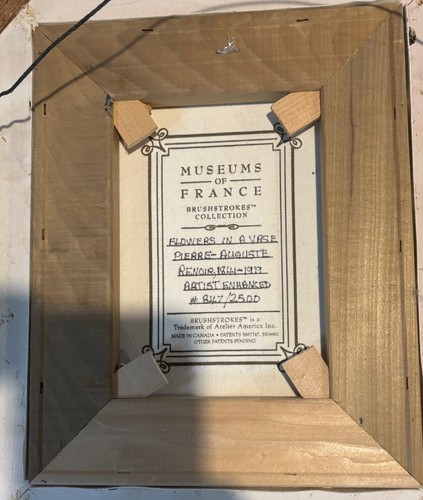 MUSEUMS
OF
FRANCE
BRUSHSTROKES™
COLLECTION
FLOWERS IN A VASE
PIERRE-AUGUSTE
RENOIR, 1841-1919
ARTIST ENHANCED
# 847/2500
BRUSHSTROKES™ is a
Trademark of Atelier America Inc.
MADE IN CANADA • PATENTS
OTHER PATENTS PENDING